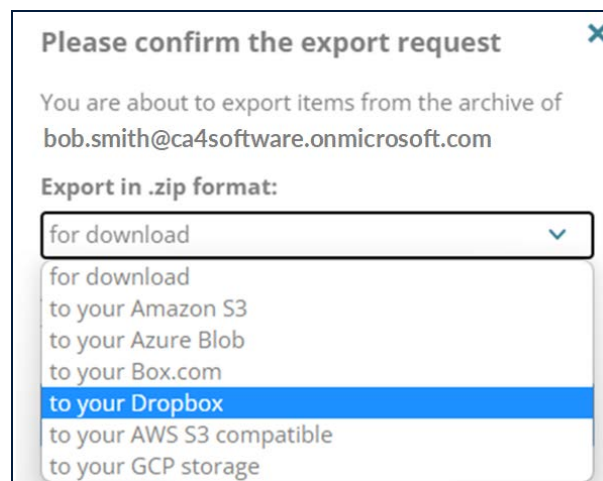 Please confirm the export request
You are about to export items from the archive of
bob.smith@ca4software.onmicrosoft.com
Export in .zip format:
for download
for download
to your Amazon S3
to your Azure Blob
to your Box.com
to your Dropbox
to your AWS S3 compatible
to your GCP storage